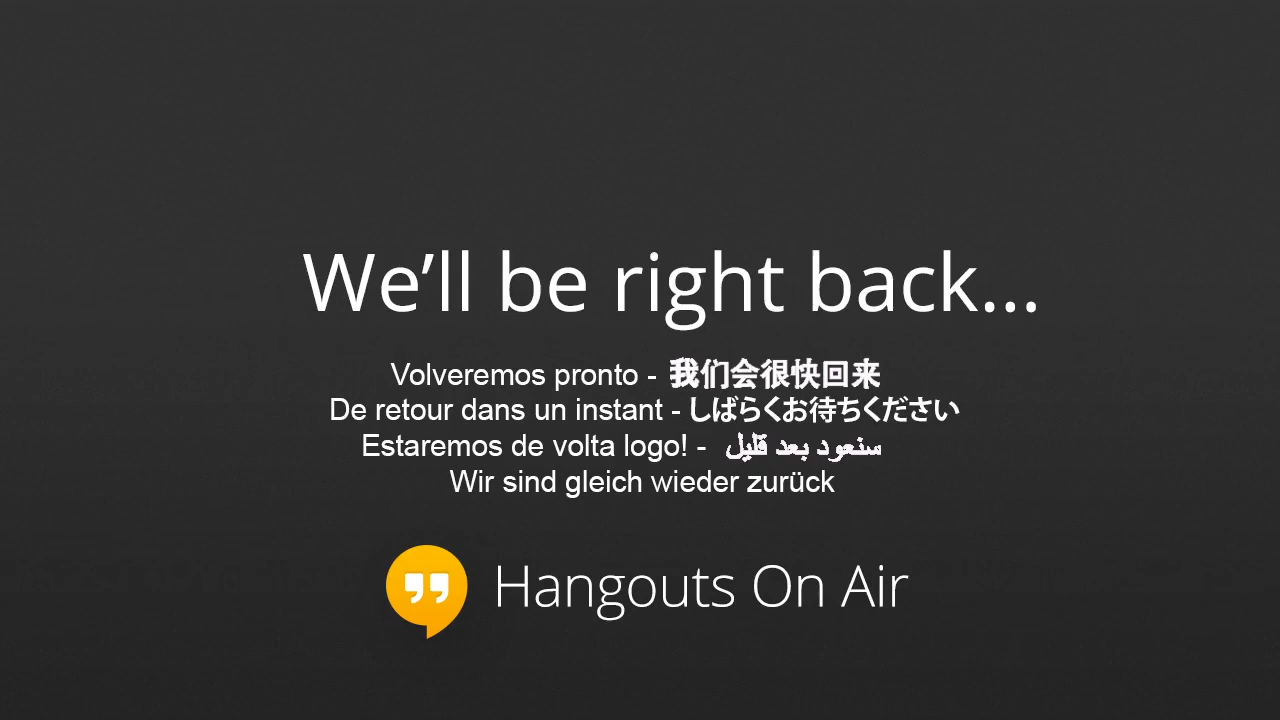 We’ll be right back...
Volveremos pronto - 我们会很快回来
De retour dans un instant - しばらくお待ちください
Estaremos de volta logo! - سنعود بعد قليل
Wir sind gleich wieder zurück
Hangouts On Air